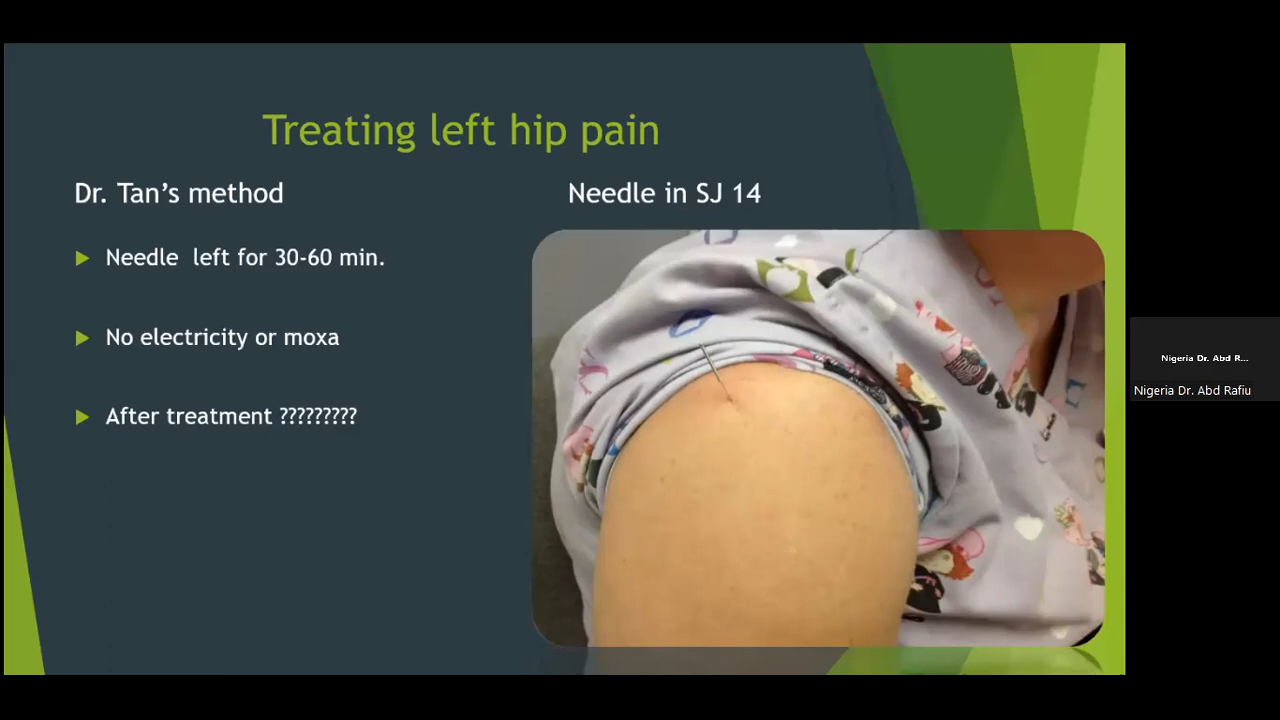 Treating left hip pain
Dr. Tan's method
Needle left for 30-60 min.
No electricity or moxa
After treatment ?????????
Needle in SJ 14
Nigeria Dr. Abd R...
Nigeria Dr. Abd Rafiu